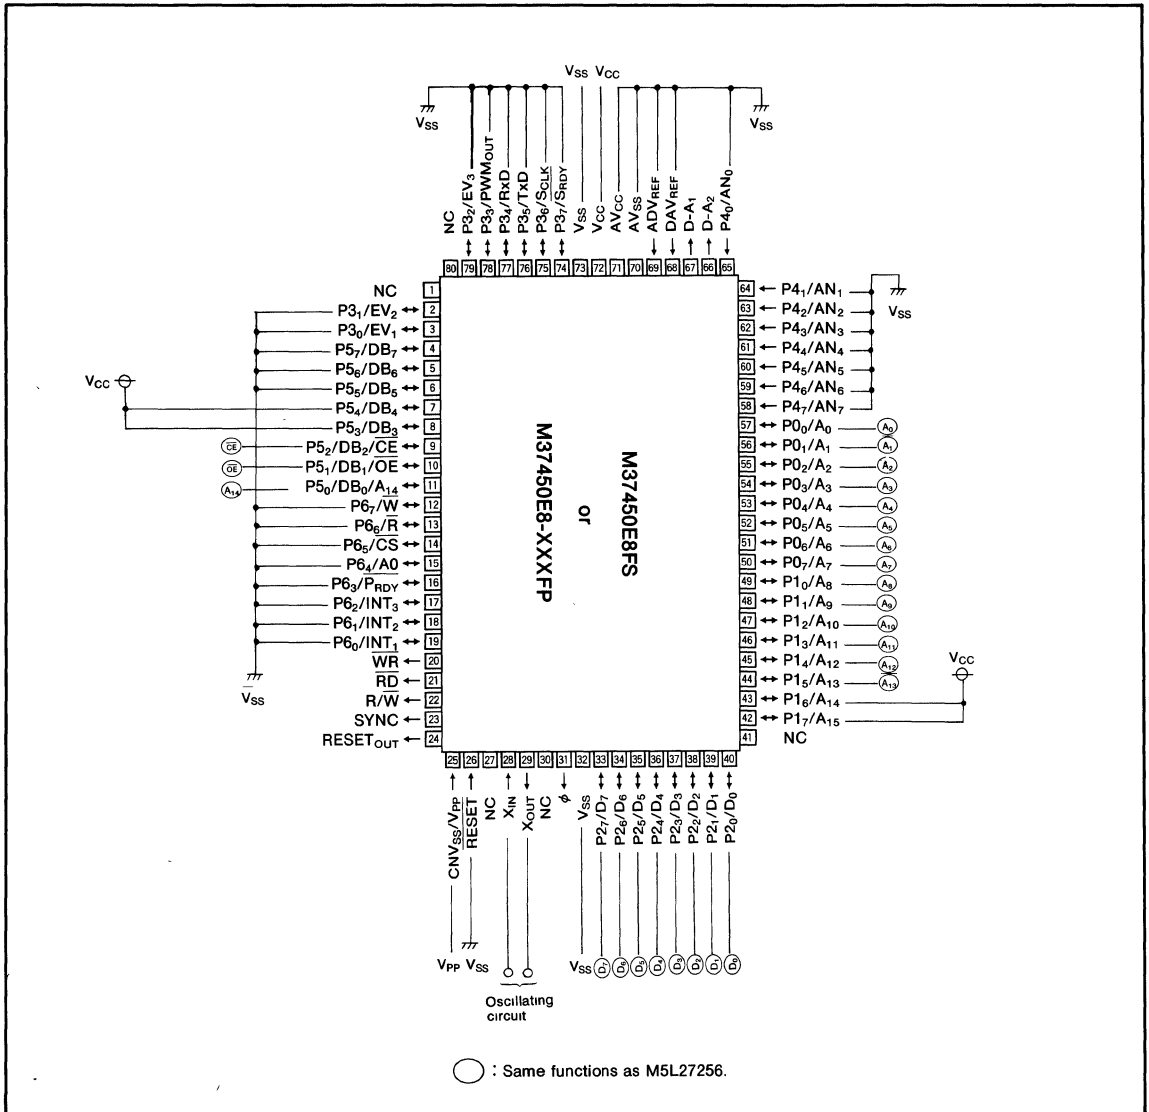 VSS VCC
VSS
VSS
NC
P32/EV3
P33/PWMOUT
P34/RxD
P35/TxD
P36/SCLK
P37/S̅R̅D̅Y̅
VSS
VCC
AVCC
AVSS
ADVREF
DAVREF
D-A1
D-A2
P40/AN0
80 79 78 77 76 75 74 73 72 71 70 69 68 67 66 65
NC 1
P31/EV2 2
P30/EV1 3
P57/DB7 4
P56/DB6 5
P55/DB5 6
VCC
P54/DB4 7
P53/DB3 8
C̅E̅ P52/DB2/C̅E̅ 9
O̅E̅ P51/DB1/O̅E̅ 10
A14 P50/DB0/A14 11
P67/W̅ 12
P66/R̅ 13
P65/C̅S̅ 14
P64/A0 15
P63/P̅R̅D̅Y̅ 16
P62/INT3 17
P61/INT2 18
P60/INT1 19
VSS
W̅R̅ 20
R̅D̅ 21
R/W̅ 22
SYNC 23
RESETOUT 24
M37450E8-XXXFP
or
M37450E8FS
64 P41/AN1
63 P42/AN2
VSS
62 P43/AN3
61 P44/AN4
60 P45/AN5
59 P46/AN6
58 P47/AN7
57 P00/A0 A0
56 P01/A1 A1
55 P02/A2 A2
54 P03/A3 A3
53 P04/A4 A4
52 P05/A5 A5
51 P06/A6 A6
50 P07/A7 A7
49 P10/A8 A8
48 P11/A9 A9
47 P12/A10 A10
46 P13/A11 A11
45 P14/A12 A12
44 P15/A13 A13
VCC
43 P16/A14
42 P17/A15
41 NC
25 26 27 28 29 30 31 32 33 34 35 36 37 38 39 40
CNVSS/VPP
R̅E̅S̅E̅T̅
NC
XIN
XOUT
NC
ϕ
VSS
P27/D7
P26/D6
P25/D5
P24/D4
P23/D3
P22/D2
P21/D1
P20/D0
VPP VSS
VSS D7 D6 D5 D4 D3 D2 D1 D0
Oscillating
circuit
: Same functions as M5L27256.